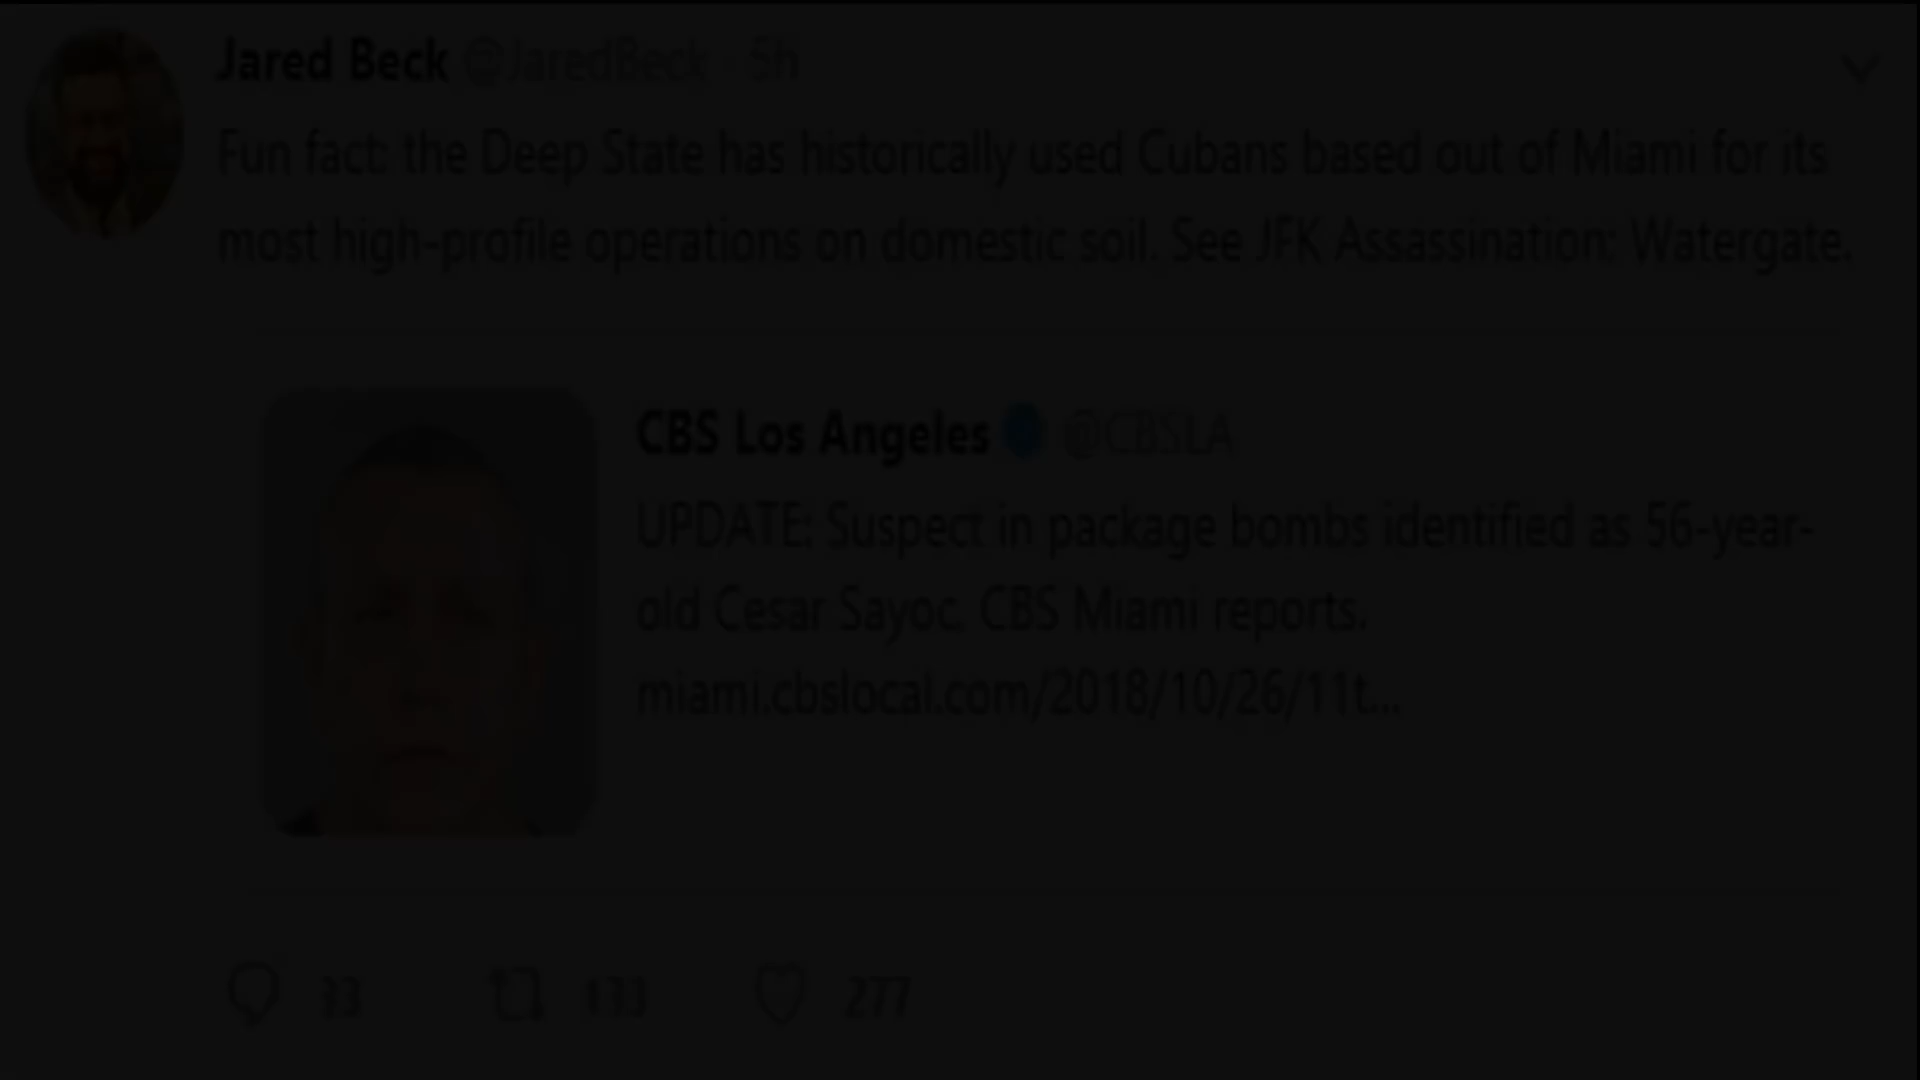 Jared Beck @JaredBeck · 5h
Fun fact: the Deep State has historically used Cubans based out of Miami for its
most high-profile operations on domestic soil. See JFK Assassination; Watergate.
CBS Los Angeles @CBSLA
UPDATE: Suspect in package bombs identified as 56-year-
old Cesar Sayoc. CBS Miami reports.
miami.cbslocal.com/2018/10/26/11t...
33 133 277